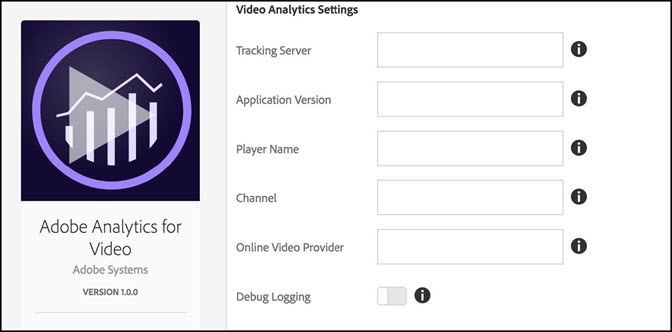 Video Analytics Settings
Tracking Server
Application Version
Player Name
Channel
Online Video Provider
Debug Logging
Adobe Analytics for
Video
Adobe Systems
VERSION 1.0.0